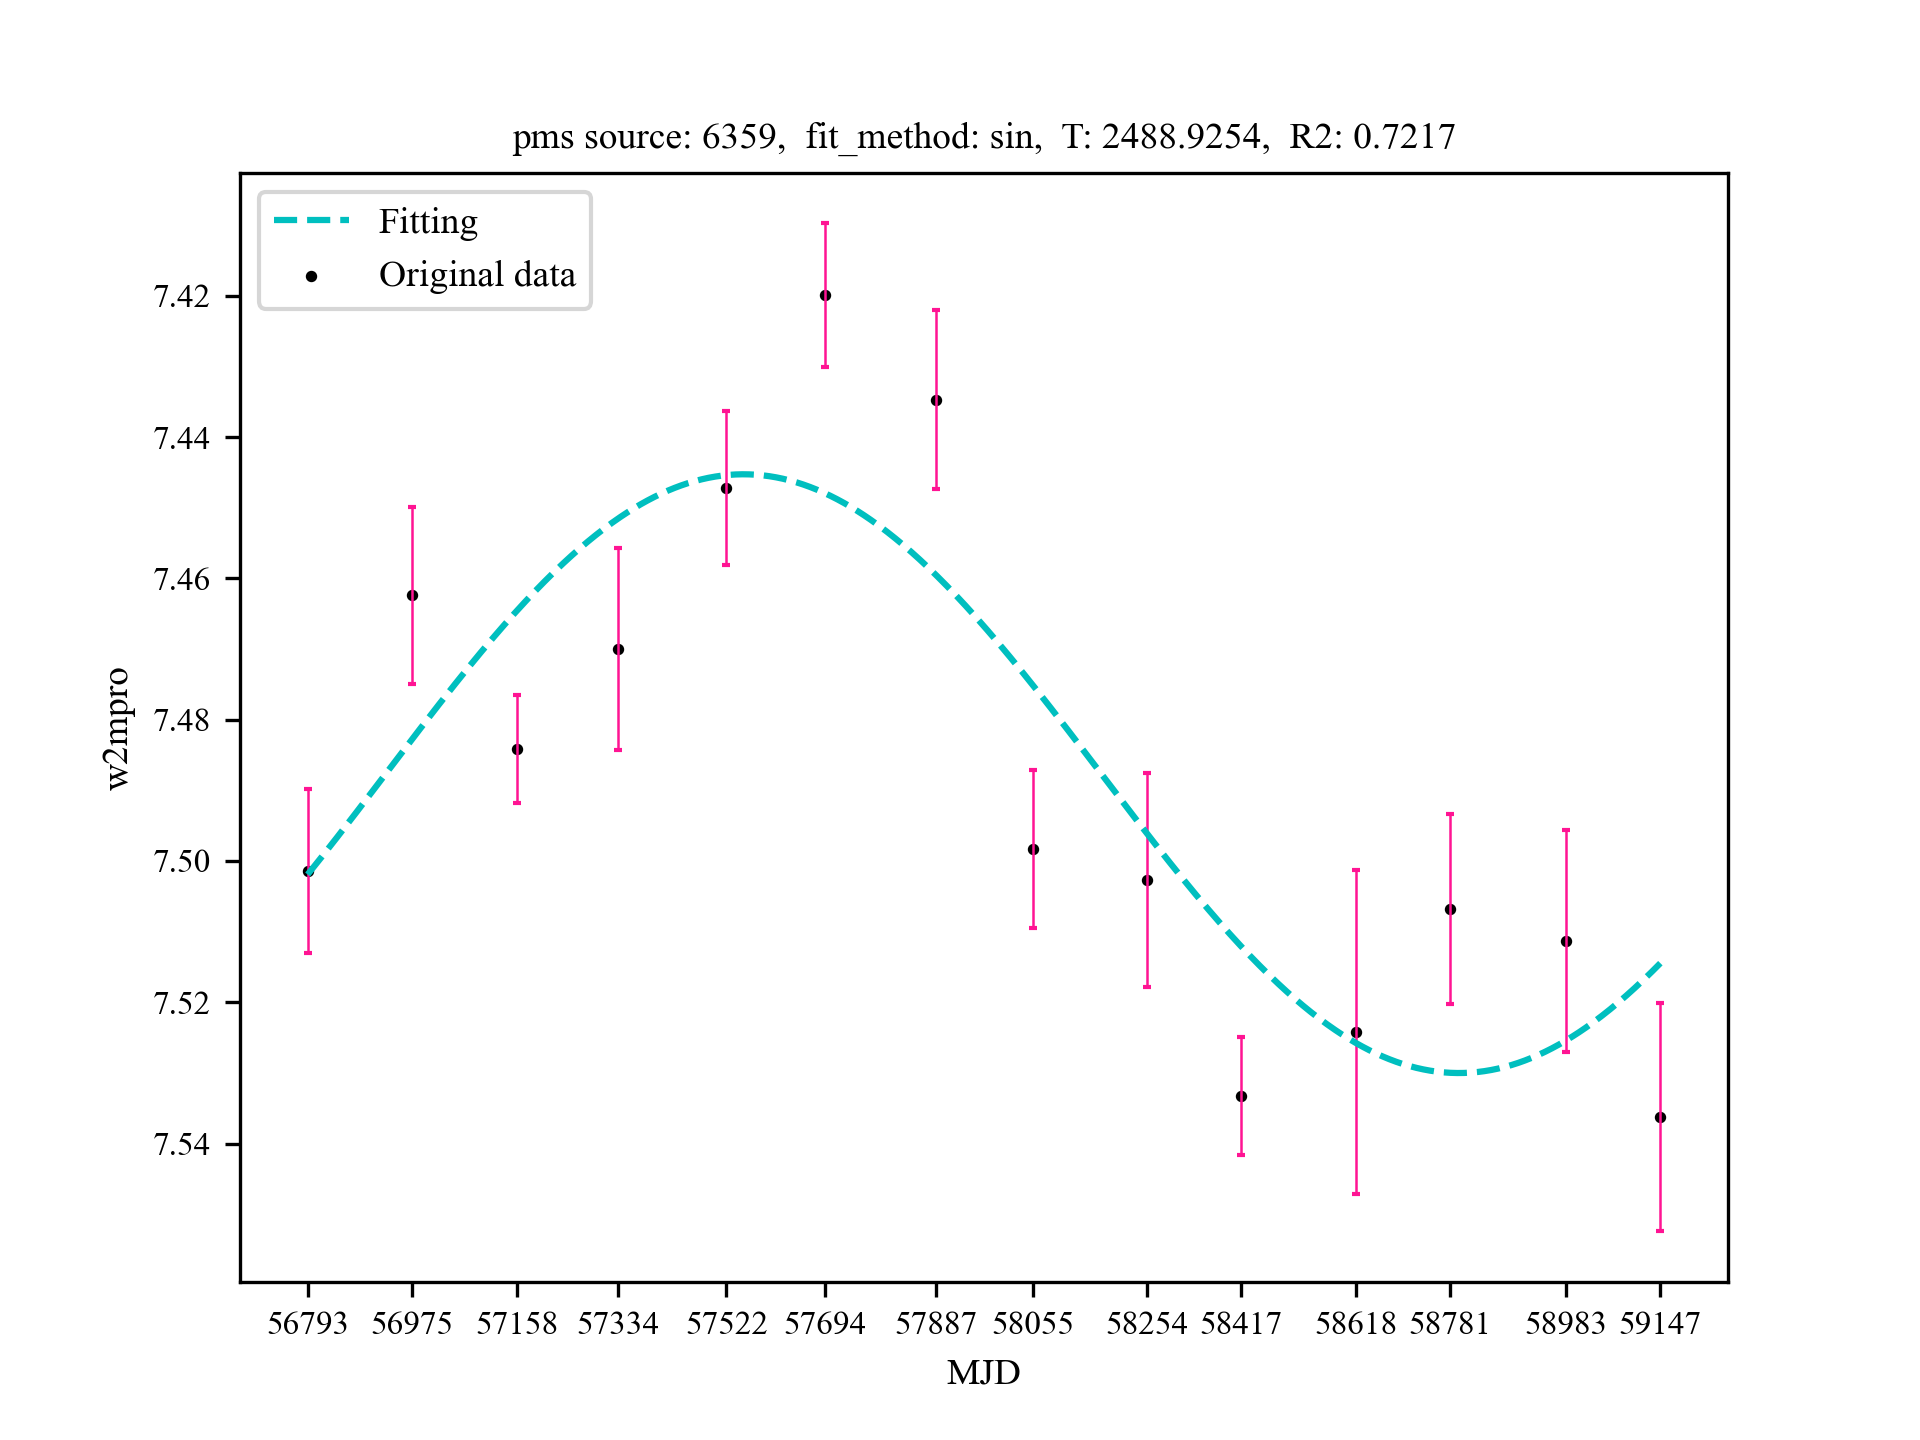 pms source: 6359, fit_method: sin, T: 2488.9254, R2: 0.7217
Fitting
Original data
7.42
7.44
7.46
7.48
7.50
7.52
7.54
w2mpro
56793 56975 57158 57334 57522 57694 57887 58055 58254 58417 58618 58781 58983 59147
MJD